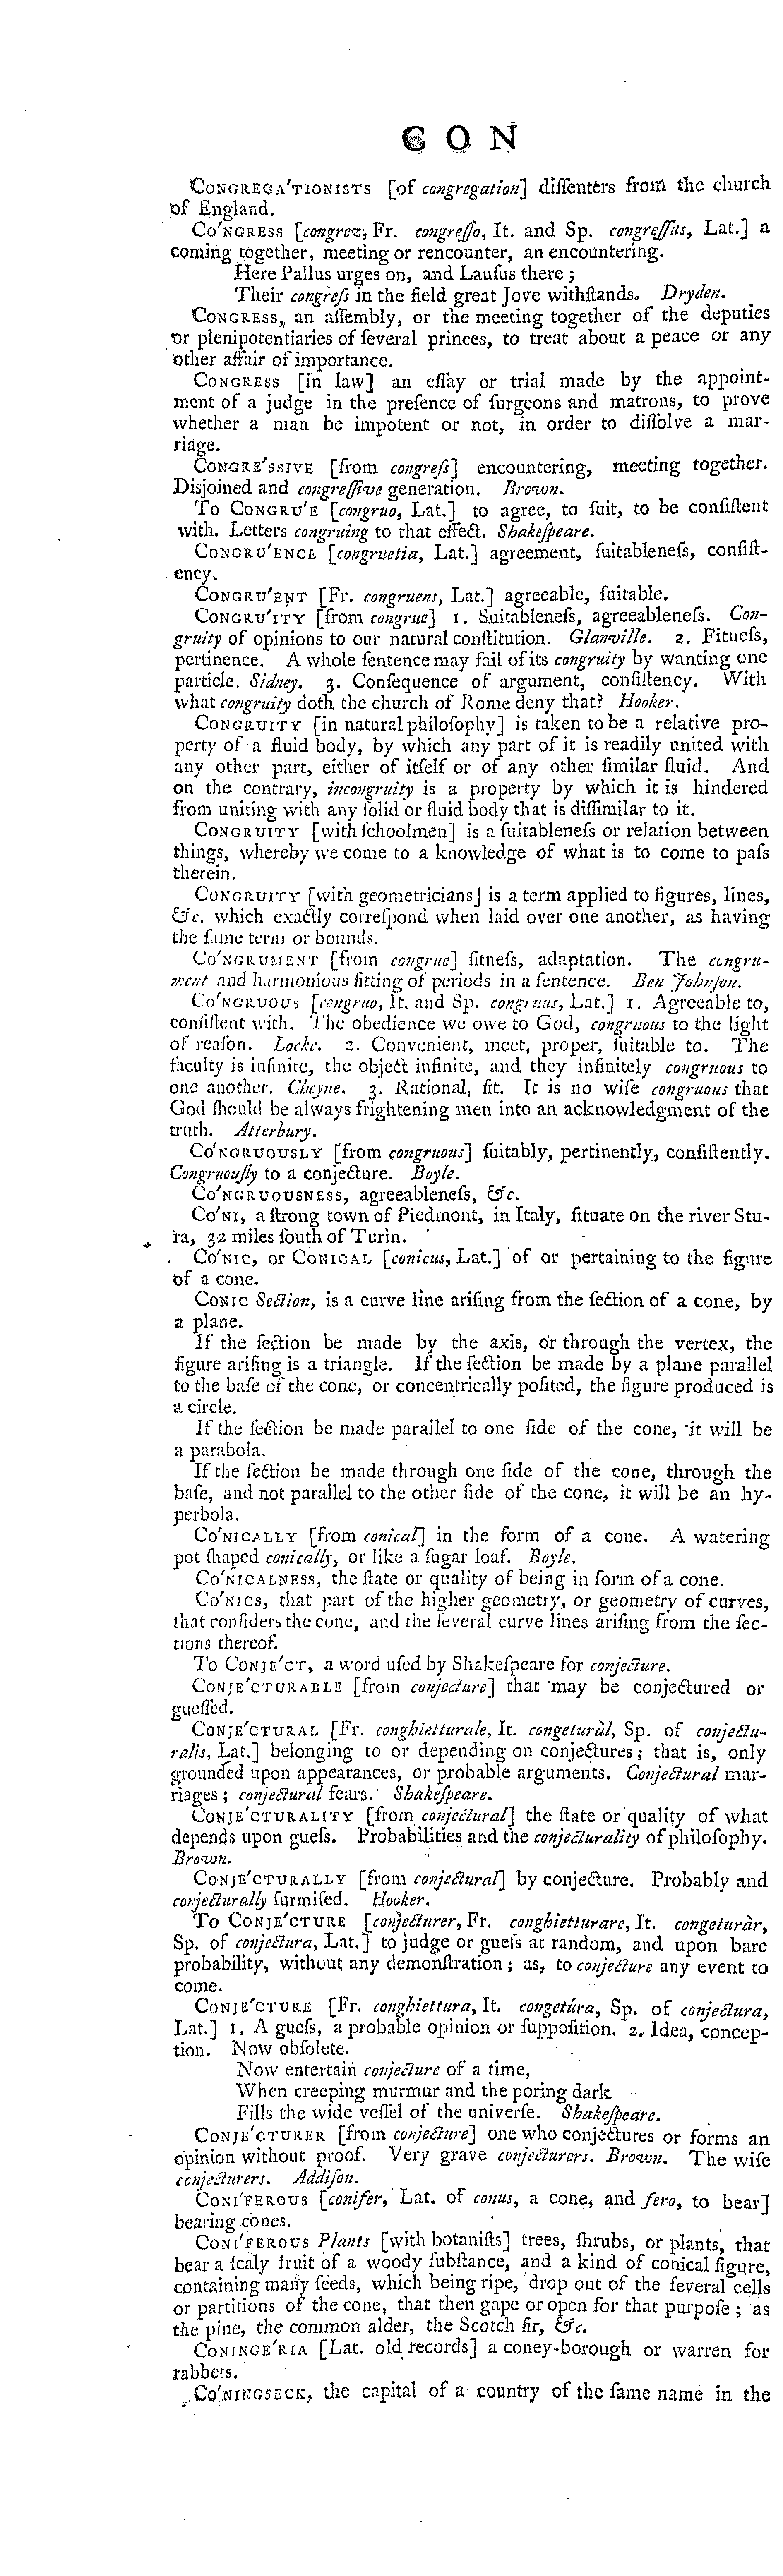 C O N
CONGREGA'TIONISTS [of congregation] diſſenters from the church
of England.
CO'NGRESS [congrez, Fr. congreſſo, It. and Sp. congreſſus, Lat.] a
coming together, meeting or rencounter, an encountering.
Here Pallus urges on, and Lauſus there;
Their congreſs in the field great Jove withſtands. Dryden.
CONGRESS, an aſſembly, or the meeting together of the deputies
or plenipotentiaries of ſeveral princes, to treat about a peace or any
other affair of importance.
CONGRESS [in law] an eſſay or trial made by the appoint-
ment of a judge in the preſence of ſurgeons and matrons, to prove
whether a man be impotent or not, in order to diſſolve a mar-
riage.
CONGRE'SSIVE [from congreſs] encountering, meeting together.
Disjoined and congreſſive generation. Brown.
To CONGRU'E [congruo, Lat.] to agree, to ſuit, to be conſiſtent
with. Letters congruing to that effect. Shakeſpeare.
CONGRU'ENCE [congruetia, Lat.] agreement, ſuitableneſs, conſiſt-
ency.
CONGRU'ENT [Fr. congruens, Lat.] agreeable, ſuitable.
CONGRU'ITY [from congrue] 1. Suitableneſs, agreeableneſs. Con-
gruity of opinions to our natural conſtitution. Glanville. 2. Fitneſs,
pertinence. A whole ſentence may fail of its congruity by wanting one
particle. Sidney. 3. Conſequence of argument, conſiſtency. With
what congruity doth the church of Rome deny that? Hooker.
CONGRUITY [in natural philoſophy] is taken to be a relative pro-
perty of a fluid body, by which any part of it is readily united with
any other part, either of itſelf or of any other ſimilar fluid. And
on the contrary, incongruity is a property by which it is hindered
from uniting with any ſolid or fluid body that is diſſimilar to it.
CONGRUITY [with ſchoolmen] is a ſuitableneſs or relation between
things, whereby we come to a knowledge of what is to come to paſs
therein.
CONGRUITY [with geometricians] is a term applied to figures, lines,
&c. which exactly correſpond when laid over one another, as having
the ſame term or bounds.
CO'NGRUMENT [from congrue] fitneſs, adaptation. The congru-
ment and harmonious fitting of periods in a ſentence. Ben Johnſon.
CO'NGRUOUS [congruo, It. and Sp. congruus, Lat.] 1. Agreeable to,
conſiſtent with. The obedience we owe to God, congruous to the light
of reaſon. Locke. 2. Convenient, meet, proper, ſuitable to. The
faculty is infinite, the object infinite, and they infinitely congruous to
one another. Cheyne. 3. Rational, fit. It is no wiſe congruous that
God ſhould be always frightening men into an acknowledgment of the
truth. Atterbury.
CO'NGRUOUSLY [from congruous] ſuitably, pertinently, conſiſtently.
Congruouſly to a conjecture. Boyle.
CO'NGRUOUSNESS, agreeableneſs, &c.
CO'NI, a ſtrong town of Piedmont, in Italy, ſituate on the river Stu-
ra, 32 miles ſouth of Turin.
CO'NIC, or CONICAL [conicus, Lat.] of or pertaining to the figure
of a cone.
CONIC Section, is a curve line ariſing from the ſection of a cone, by
a plane.
If the ſection be made by the axis, or through the vertex, the
figure ariſing is a triangle. If the ſection be made by a plane parallel
to the baſe of the cone, or concentrically poſited, the figure produced is
a circle.
If the ſection be made parallel to one ſide of the cone, it will be
a parabola.
If the ſection be made through one ſide of the cone, through the
baſe, and not parallel to the other ſide of the cone, it will be an hy-
perbola.
CO'NICALLY [from conical] in the form of a cone. A watering
pot ſhaped conically, or like a ſugar loaf. Boyle.
CO'NICALNESS, the ſtate or quality of being in form of a cone.
CO'NICS, that part of the higher geometry, or geometry of curves,
that conſiders the cone, and the ſeveral curve lines ariſing from the ſec-
tions thereof.
To CONJE'CT, a word uſed by Shakeſpeare for conjecture.
CONJE'CTURABLE [from conjecture] that may be conjectured or
gueſſed.
CONJE'CTURAL [Fr. conghietturale, It. congeturàl, Sp. of conjectu-
ralis, Lat.] belonging to or depending on conjectures; that is, only
grounded upon appearances, or probable arguments. Conjectural mar-
riages; conjectural fears. Shakeſpeare.
CONJE'CTURALITY [from conjectural] the ſtate or quality of what
depends upon gueſs. Probabilities and the conjecturality of philoſophy.
Brown.
CONJE'CTURALLY [from conjectural] by conjecture. Probably and
conjecturally ſurmiſed. Hooker.
To CONJE'CTURE [conjecturer, Fr. conghietturare, It. congeturàr,
Sp. of conjectura, Lat.] to judge or gueſs at random, and upon bare
probability, without any demonſtration; as, to conjecture any event to
come.
CONJE'CTURE [Fr. conghiettura, It. congetúra, Sp. of conjectura,
Lat.] 1. A gueſs, a probable opinion or ſuppoſition. 2. Idea, concep-
tion. Now obſolete.
Now entertain conjecture of a time,
When creeping murmur and the poring dark
Fills the wide veſſel of the univerſe. Shakeſpeare.
CONJE'CTURER [from conjecture] one who conjectures or forms an
opinion without proof. Very grave conjecturers. Brown. The wiſe
conjecturers. Addiſon.
CONI'FEROUS [conifer, Lat. of conus, a cone, and fero, to bear]
bearing cones.
CONI'FEROUS Plants [with botaniſts] trees, ſhrubs, or plants, that
bear a ſcaly fruit of a woody ſubſtance, and a kind of conical figure,
containing many ſeeds, which being ripe, drop out of the ſeveral cells
or partitions of the cone, that then gape or open for that purpoſe; as
the pine, the common alder, the Scotch fir, &c.
CONINGE'RIA [Lat. old records] a coney-borough or warren for
rabbets.
CO'NINGSECK, the capital of a country of the ſame name in the